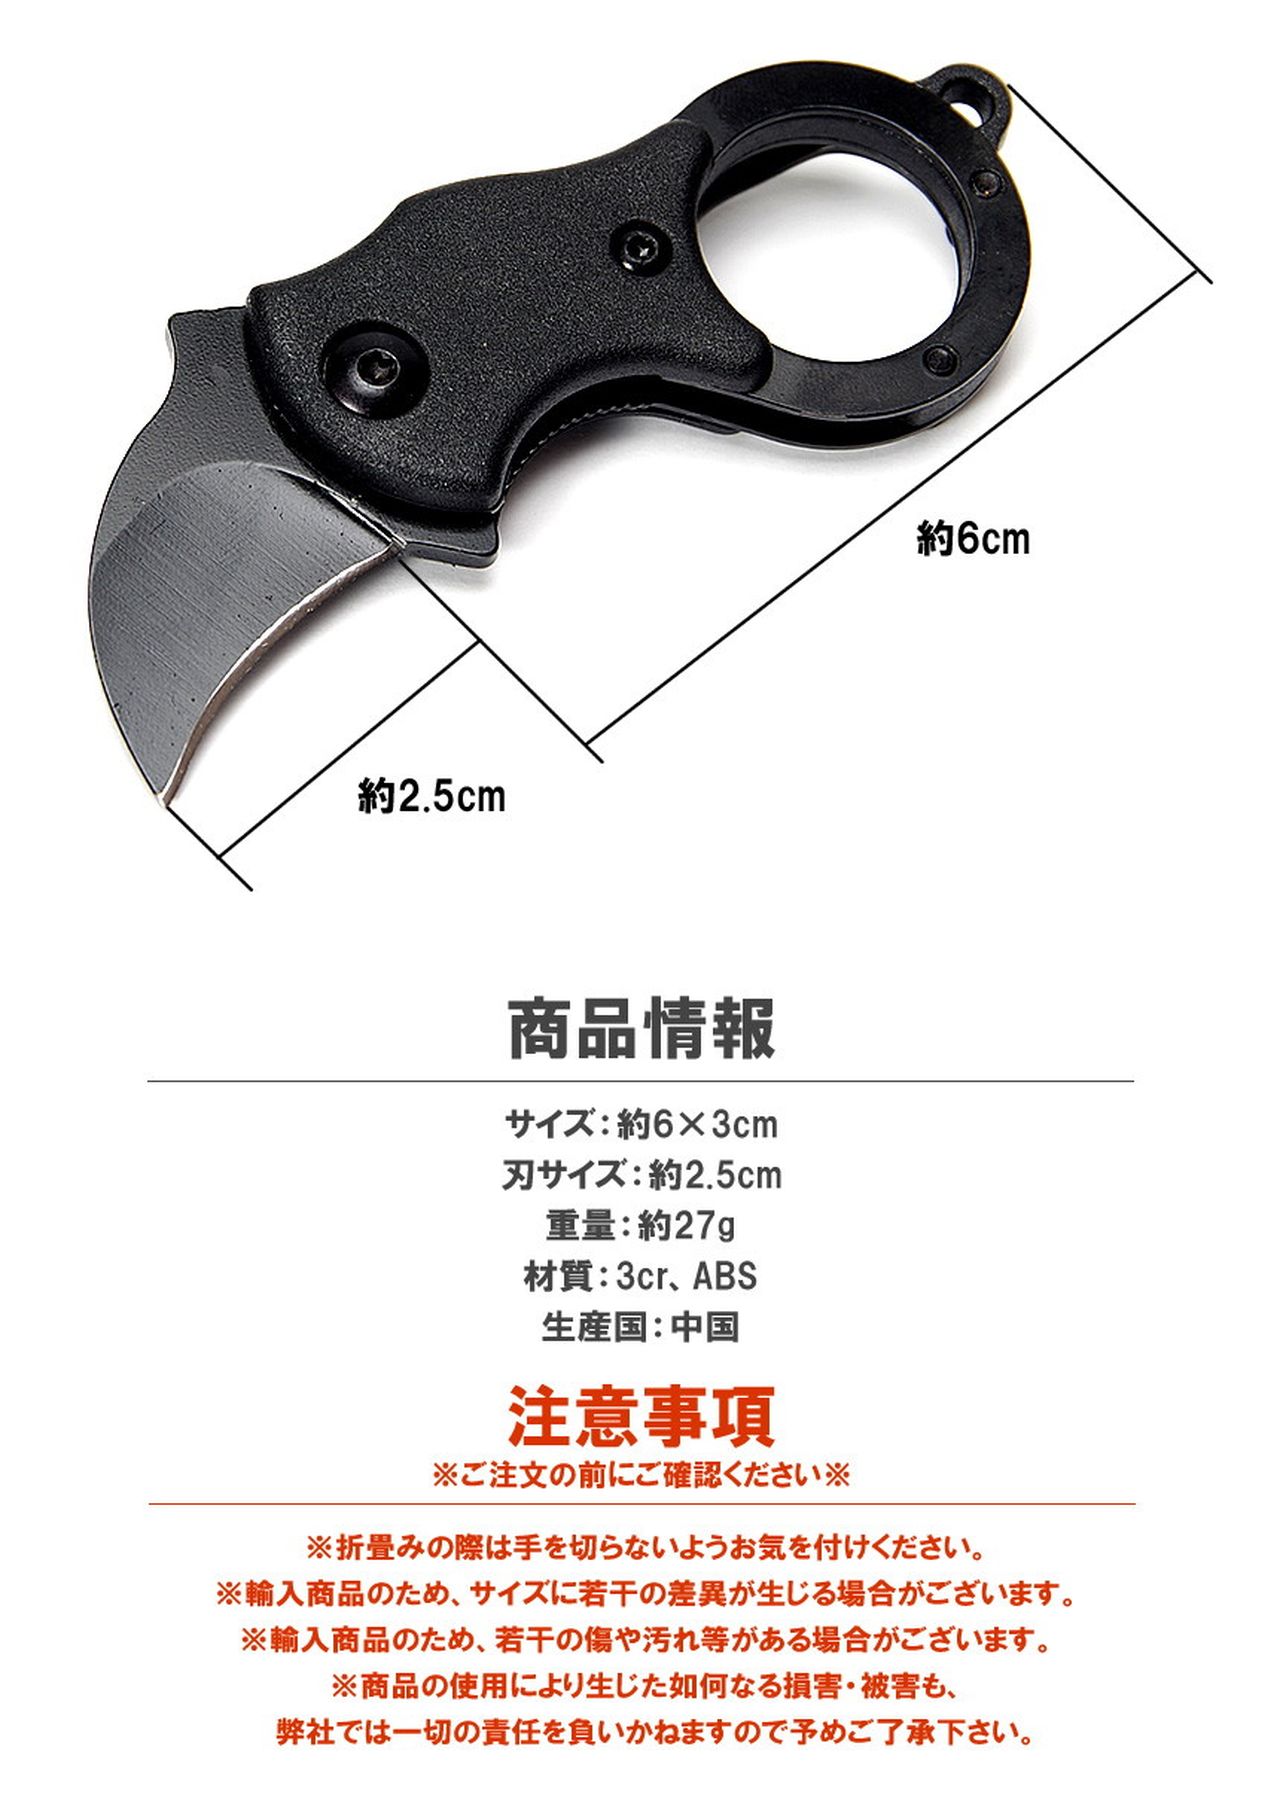 約6cm
約2.5cm
商品情報
サイズ：約6×3cm
刃サイズ：約2.5cm
重量：約27g
材質：3cr、ABS
生産国：中国
注意事項
※ご注文の前にご確認ください※
※折畳みの際は手を切らないようお気を付けください。
※輸入商品のため、サイズに若干の差異が生じる場合がございます。
※輸入商品のため、若干の傷や汚れ等がある場合がございます。
※商品の使用により生じた如何なる損害・被害も、
弊社では一切の責任を負いかねますので予めご了承下さい。